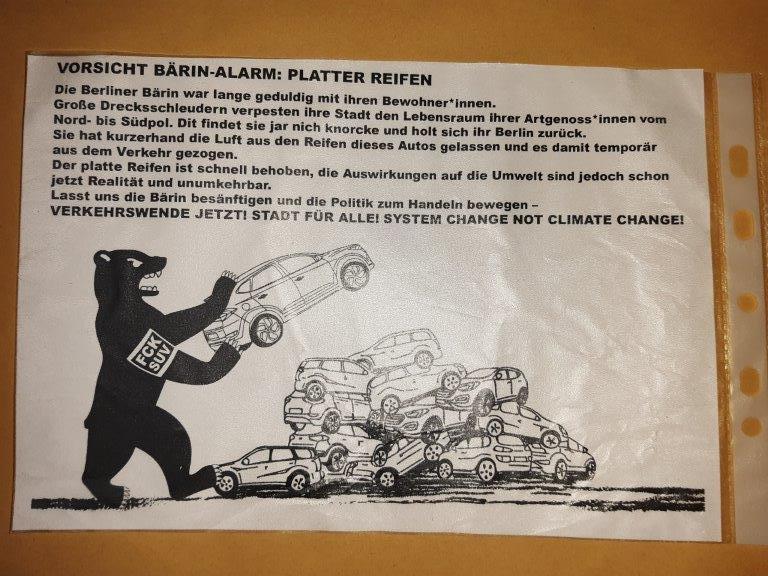 VORSICHT BÄRIN-ALARM: PLATTER REIFEN
Die Berliner Bärin war lange geduldig mit ihren Bewohner*innen.
Große Drecksschleudern verpesten ihre Stadt den Lebensraum ihrer Artgenoss*innen vom
Nord- bis Südpol. Dit findet sie jar nich knorcke und holt sich ihr Berlin zurück.
Sie hat kurzerhand die Luft aus den Reifen dieses Autos gelassen und es damit temporär
aus dem Verkehr gezogen.
Der platte Reifen ist schnell behoben, die Auswirkungen auf die Umwelt sind jedoch schon
jetzt Realität und unumkehrbar.
Lasst uns die Bärin besänftigen und die Politik zum Handeln bewegen –
VERKEHRSWENDE JETZT! STADT FÜR ALLE! SYSTEM CHANGE NOT CLIMATE CHANGE!
FCK
SUV